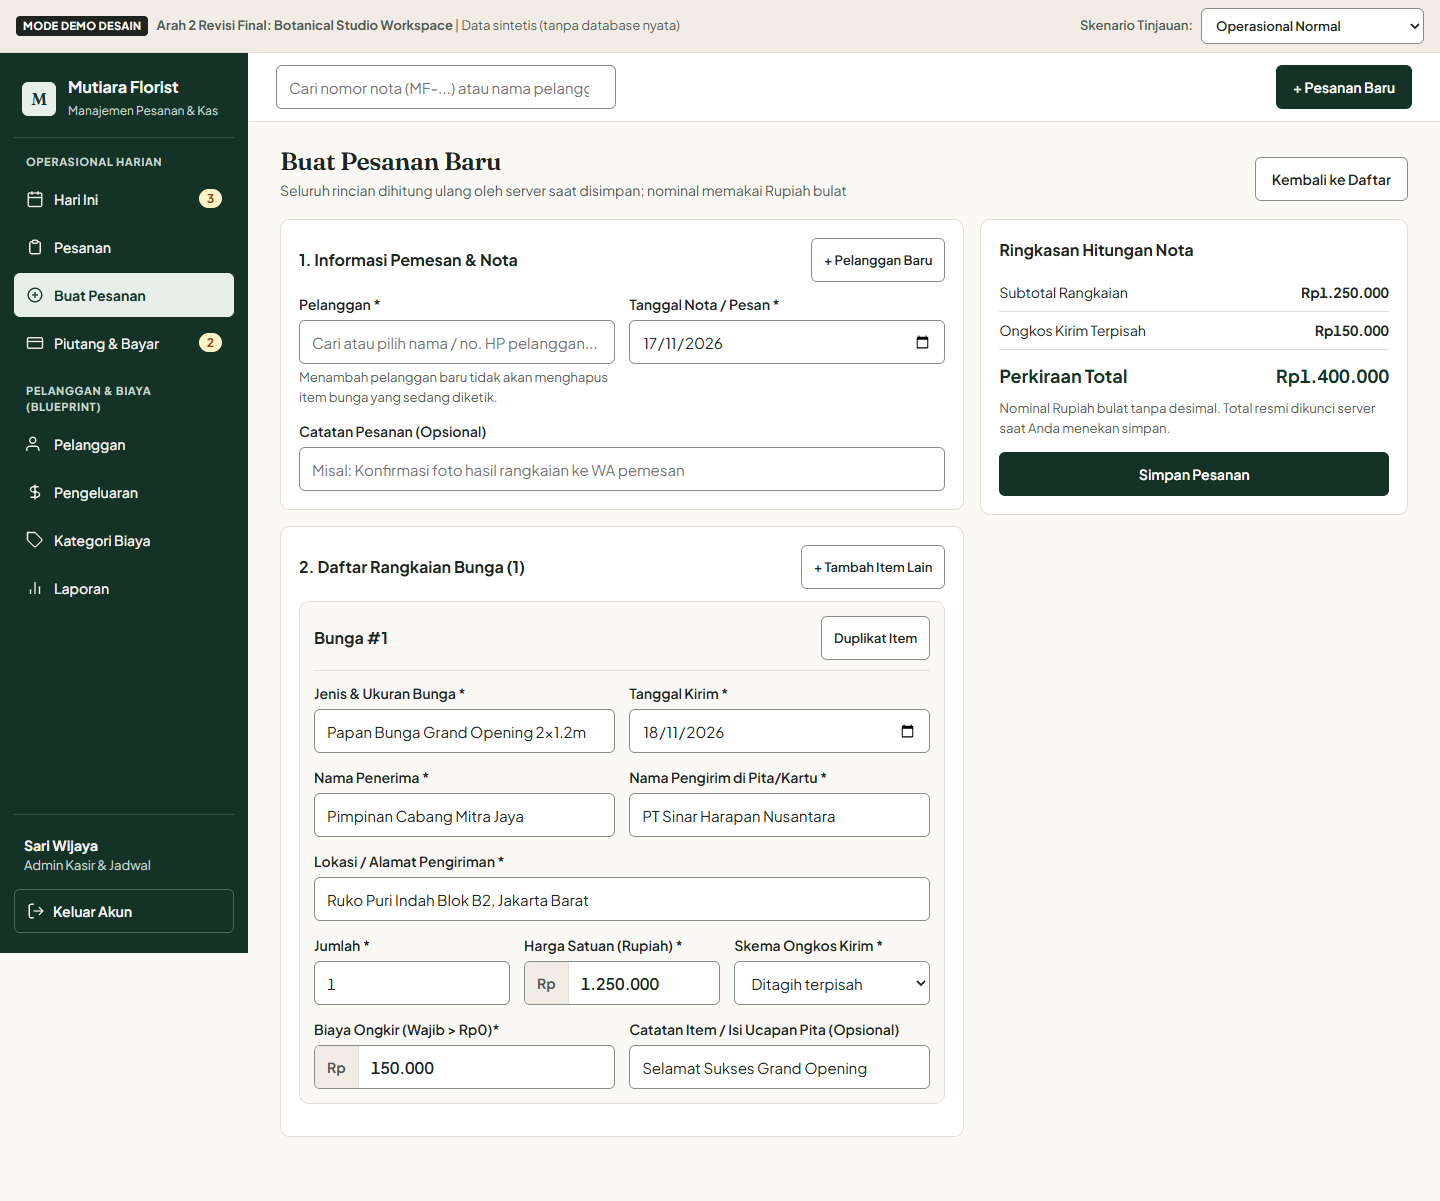 MODE DEMO DESAIN Arah 2 Revisi Final: Botanical Studio Workspace | Data sintetis (tanpa database nyata)
Skenario Tinjauan: Operasional Normal
M
Mutiara Florist
Manajemen Pesanan & Kas
OPERASIONAL HARIAN
Hari Ini 3
Pesanan
Buat Pesanan
Piutang & Bayar 2
PELANGGAN & BIAYA
(BLUEPRINT)
Pelanggan
Pengeluaran
Kategori Biaya
Laporan
Sari Wijaya
Admin Kasir & Jadwal
Keluar Akun
Cari nomor nota (MF-...) atau nama pelangg
+ Pesanan Baru
Buat Pesanan Baru
Seluruh rincian dihitung ulang oleh server saat disimpan; nominal memakai Rupiah bulat
Kembali ke Daftar
1. Informasi Pemesan & Nota
+ Pelanggan Baru
Pelanggan *
Cari atau pilih nama / no. HP pelanggan...
Menambah pelanggan baru tidak akan menghapus
item bunga yang sedang diketik.
Tanggal Nota / Pesan *
17/11/2026
Catatan Pesanan (Opsional)
Misal: Konfirmasi foto hasil rangkaian ke WA pemesan
2. Daftar Rangkaian Bunga (1)
+ Tambah Item Lain
Bunga #1
Duplikat Item
Jenis & Ukuran Bunga *
Papan Bunga Grand Opening 2×1.2m
Tanggal Kirim *
18/11/2026
Nama Penerima *
Pimpinan Cabang Mitra Jaya
Nama Pengirim di Pita/Kartu *
PT Sinar Harapan Nusantara
Lokasi / Alamat Pengiriman *
Ruko Puri Indah Blok B2, Jakarta Barat
Jumlah *
1
Harga Satuan (Rupiah) *
Rp 1.250.000
Skema Ongkos Kirim *
Ditagih terpisah
Biaya Ongkir (Wajib > Rp0)*
Rp 150.000
Catatan Item / Isi Ucapan Pita (Opsional)
Selamat Sukses Grand Opening
Ringkasan Hitungan Nota
Subtotal Rangkaian Rp1.250.000
Ongkos Kirim Terpisah Rp150.000
Perkiraan Total Rp1.400.000
Nominal Rupiah bulat tanpa desimal. Total resmi dikunci server
saat Anda menekan simpan.
Simpan Pesanan